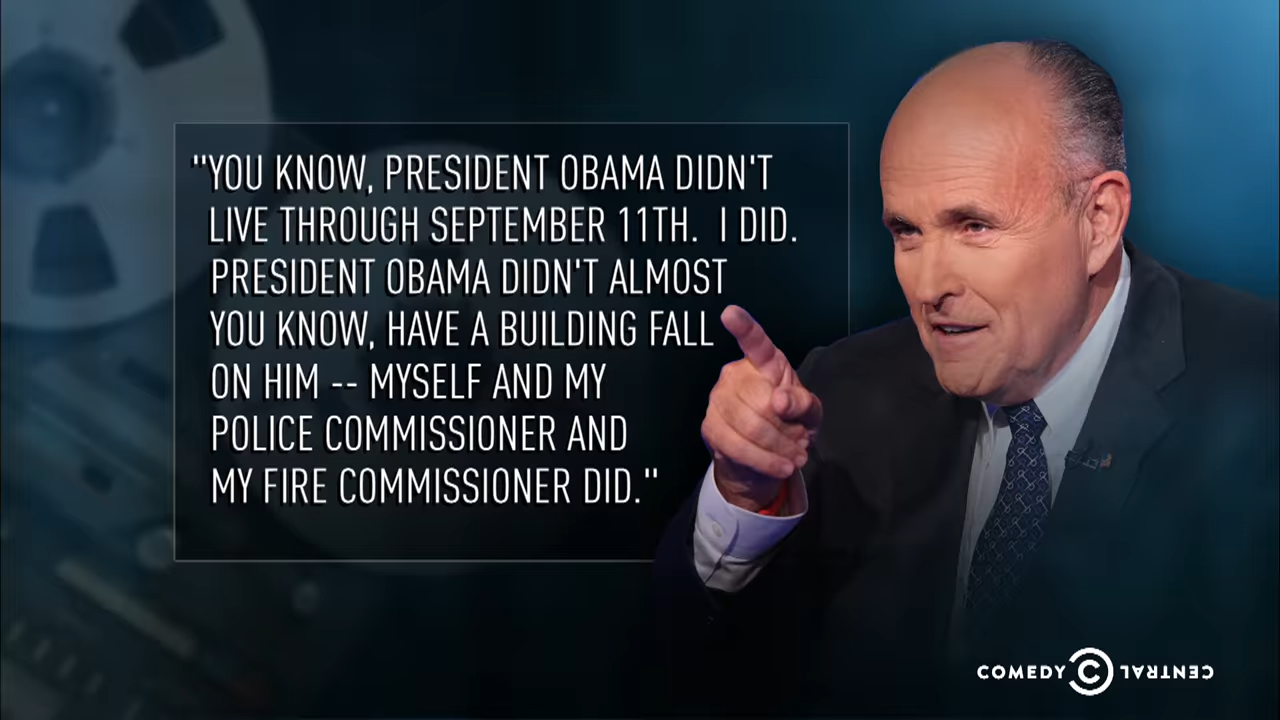 "YOU KNOW, PRESIDENT OBAMA DIDN'T
LIVE THROUGH SEPTEMBER 11TH. I DID.
PRESIDENT OBAMA DIDN'T ALMOST
YOU KNOW, HAVE A BUILDING FALL
ON HIM -- MYSELF AND MY
POLICE COMMISSIONER AND
MY FIRE COMMISSIONER DID."
COMEDY C CENTRAL